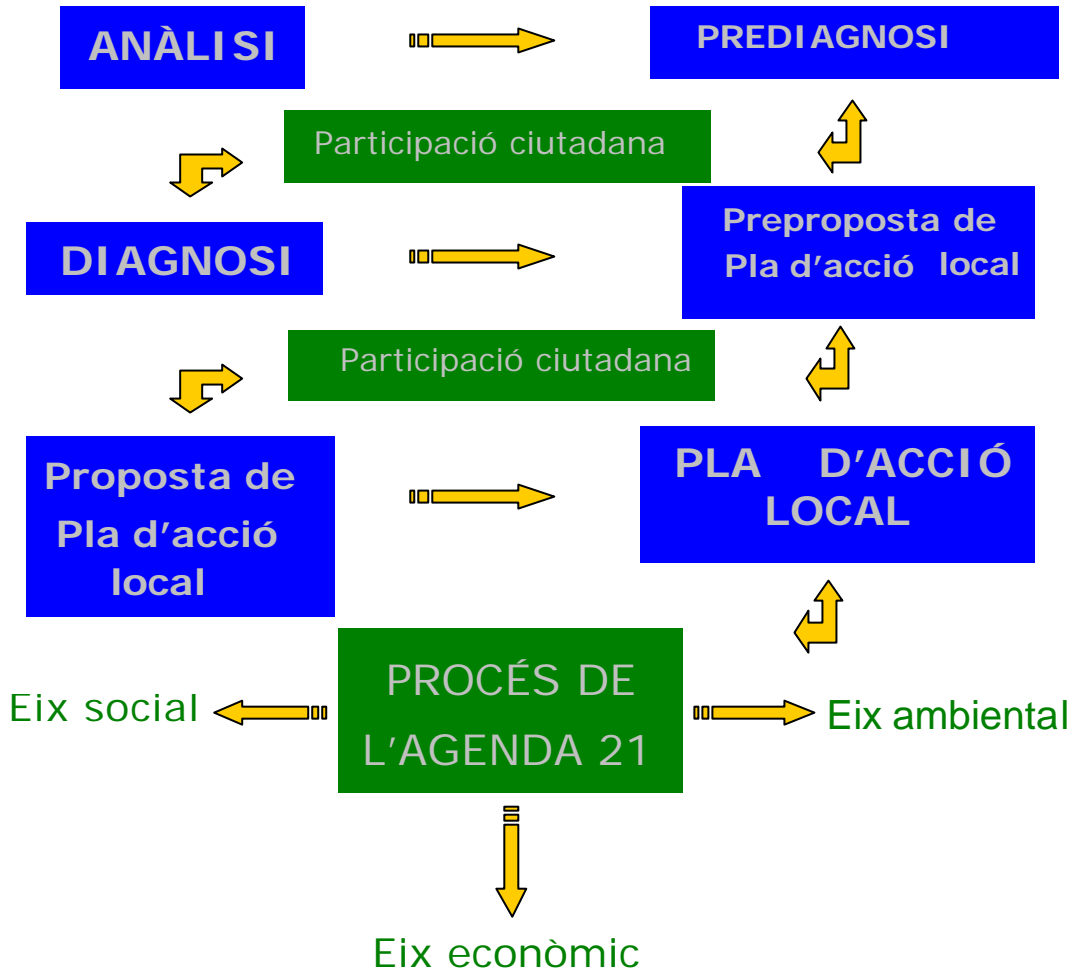 ANÀLISI
PREDIAGNOSI
Participació ciutadana
DIAGNOSI
Preproposta de
Pla d'acció local
Participació ciutadana
Proposta de
Pla d'acció
local
PLA D'ACCIÓ
LOCAL
PROCÉS DE
L'AGENDA 21
Eix social
Eix ambiental
Eix econòmic